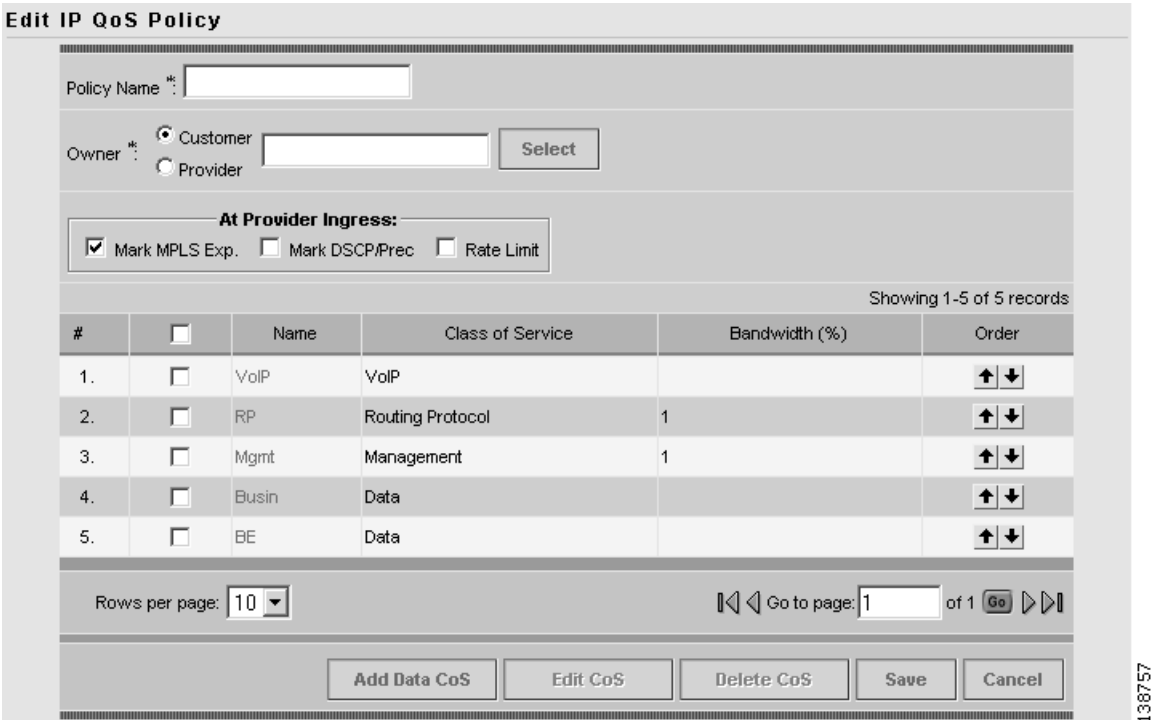 Edit IP QoS Policy
Policy Name *:
Owner *: Customer Select
Provider
At Provider Ingress:
Mark MPLS Exp. Mark DSCP/Prec Rate Limit
Showing 1-5 of 5 records
# Name Class of Service Bandwidth (%) Order
1. VoIP VoIP
2. RP Routing Protocol 1
3. Mgmt Management 1
4. Busin Data
5. BE Data
Rows per page: 10 Go to page: 1 of 1 Go
Add Data CoS Edit CoS Delete CoS Save Cancel
138757